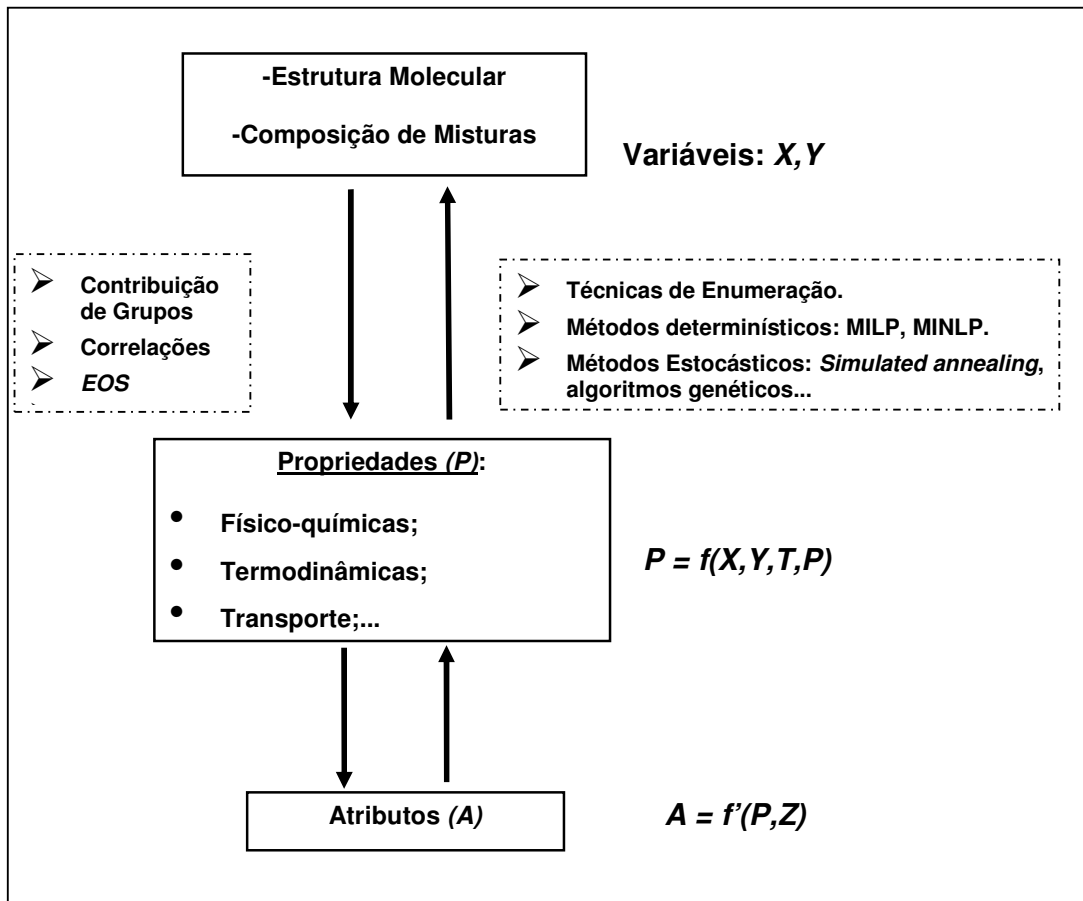 -Estrutura Molecular
-Composição de Misturas
Variáveis: X,Y
Contribuição
de Grupos
Correlações
EOS
Técnicas de Enumeração.
Métodos determinísticos: MILP, MINLP.
Métodos Estocásticos: Simulated annealing,
algoritmos genéticos...
Propriedades (P):
• Físico-químicas;
• Termodinâmicas;
• Transporte;...
P = f(X,Y,T,P)
Atributos (A)
A = f'(P,Z)